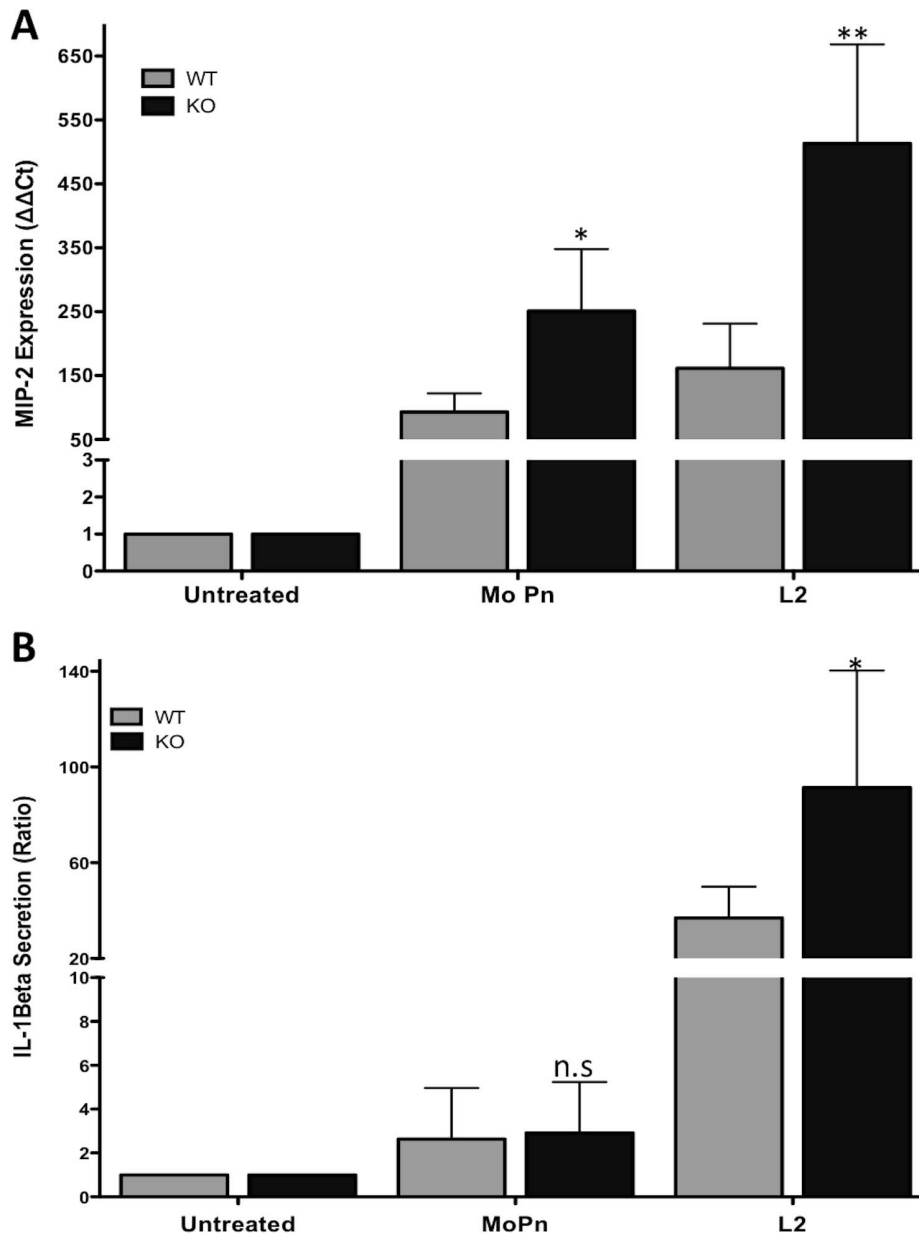 A
MIP-2 Expression (ΔΔCt)
WT
KO
650
550
450
350
250
150
50
3
2
1
0
*
**
Untreated
Mo Pn
L2
B
IL-1Beta Secretion (Ratio)
WT
KO
140
100
60
20
10
8
6
4
2
0
n.s
*
Untreated
MoPn
L2